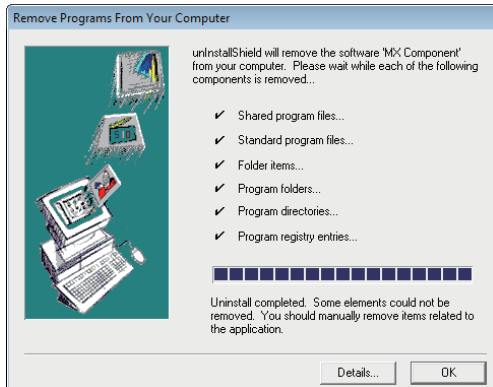 Remove Programs From Your Computer
unInstallShield will remove the software 'MX Component'
from your computer. Please wait while each of the following
components is removed...
✔ Shared program files...
✔ Standard program files...
✔ Folder items...
✔ Program folders...
✔ Program directories...
✔ Program registry entries...
Uninstall completed. Some elements could not be
removed. You should manually remove items related to
the application.
Details... OK